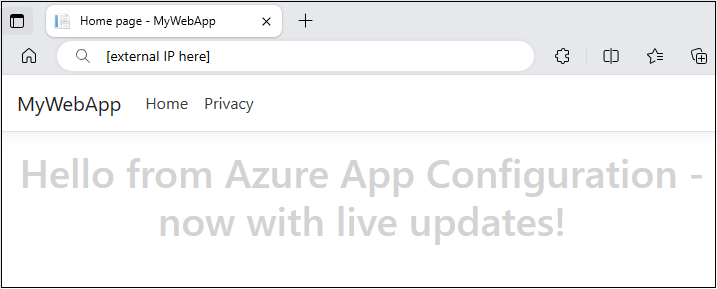 Home page - MyWebApp
[external IP here]
MyWebApp Home Privacy
Hello from Azure App Configuration -
now with live updates!